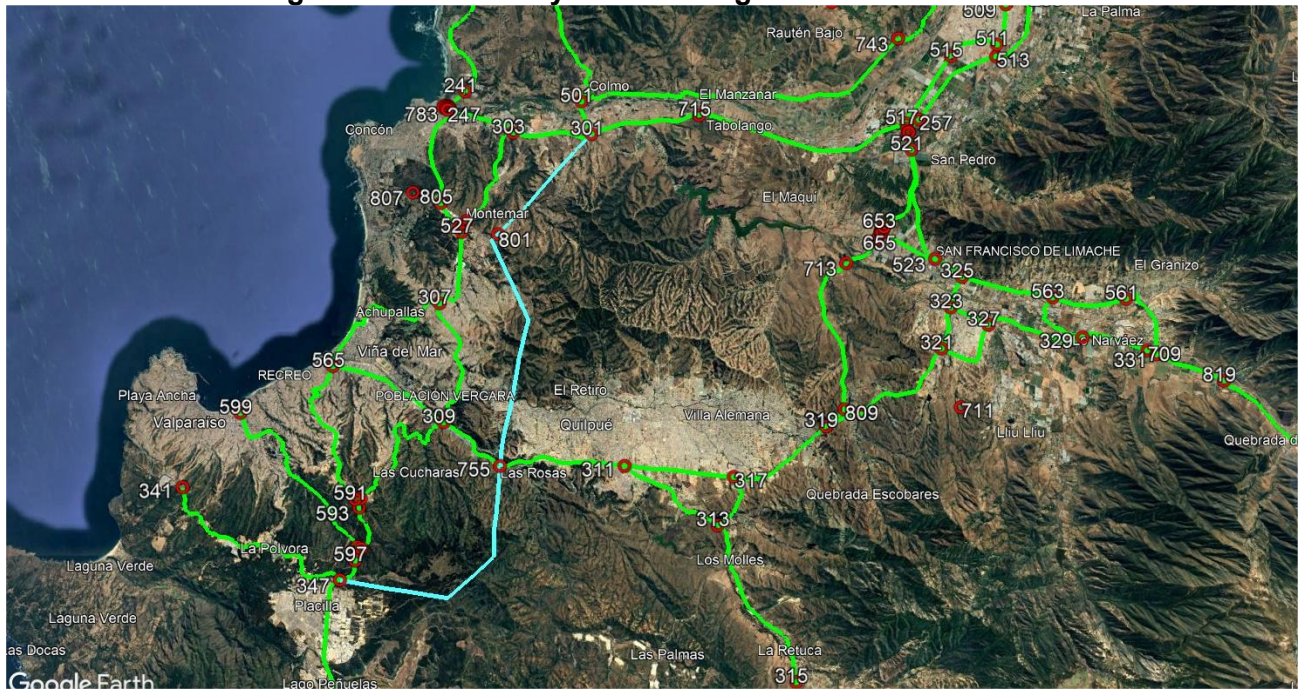 509
La Palma
Rautén Bajo
743
511
515
513
241
Colmo
501
El Manzanar
783
247
715
517
257
303
301
Tabolango
Concón
521
San Pedro
807
805
El Maqui
Montemar
527
801
653
655
SAN FRANCISCO DE LIMACHE
713
523
325
El Granizo
307
563
561
Achupallas
323
327
Viña del Mar
321
329
La Narváez
331
709
565
RECREO
819
Playa Ancha
POBLACIÓN VERGARA
El Retiro
599
Villa Alemana
809
711
Valparaíso
309
Quilpué
319
Lliu Lliu
Quebrada d
Las Cucharas
755
Las Rosas
311
317
341
591
Quebrada Escobares
593
313
La Polvora
597
Los Molles
Laguna Verde
347
Placilla
Laguna Verde
as Docas
Las Palmas
La Retuca
315
Google Earth
Lago Peñuelas